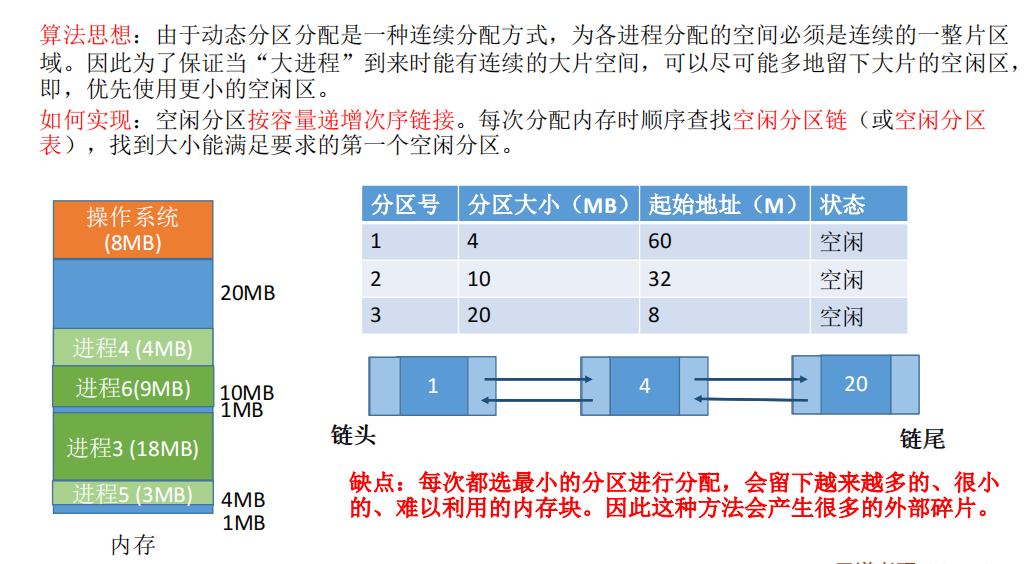 算法思想：由于动态分区分配是一种连续分配方式，为各进程分配的空间必须是连续的一整片区
域。因此为了保证当“大进程”到来时能有连续的大片空间，可以尽可能多地留下大片的空闲区，
即，优先使用更小的空闲区。
如何实现：空闲分区按容量递增次序链接。每次分配内存时顺序查找空闲分区链（或空闲分区
表），找到大小能满足要求的第一个空闲分区。
操作系统
(8MB)
20MB
进程4 (4MB)
进程6(9MB)
10MB
1MB
进程3 (18MB)
进程5 (3MB)
4MB
1MB
内存
分区号 分区大小（MB） 起始地址（M） 状态
1 4 60 空闲
2 10 32 空闲
3 20 8 空闲
1 4 20
链头
链尾
缺点：每次都选最小的分区进行分配，会留下越来越多的、很小
的、难以利用的内存块。因此这种方法会产生很多的外部碎片。